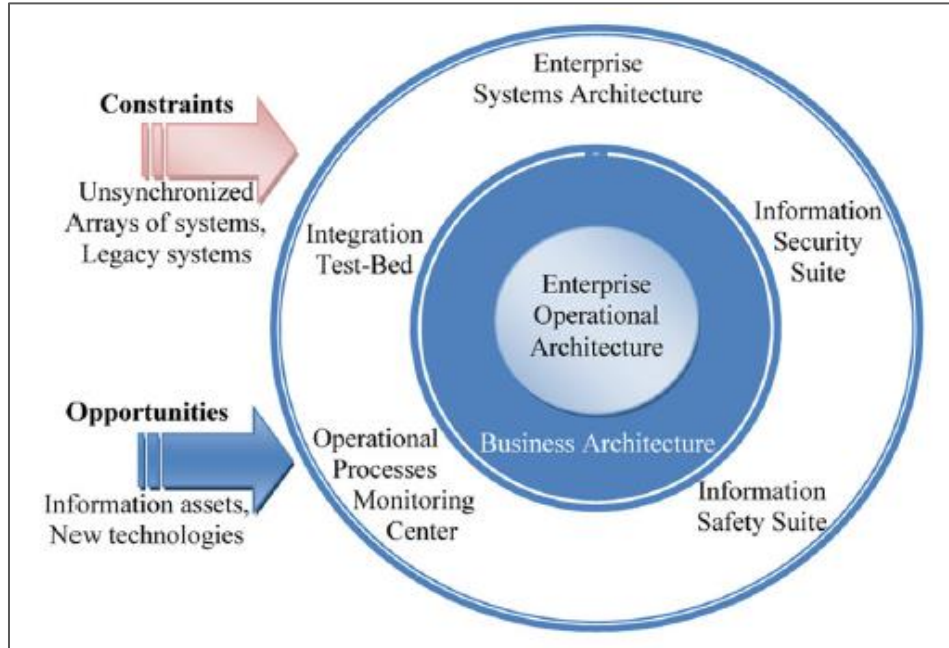 Constraints
Unsynchronized
Arrays of systems,
Legacy systems
Opportunities
Information assets,
New technologies
Enterprise
Systems Architecture
Integration
Test-Bed
Information
Security
Suite
Enterprise
Operational
Architecture
Business Architecture
Operational
Processes
Monitoring
Center
Information
Safety Suite